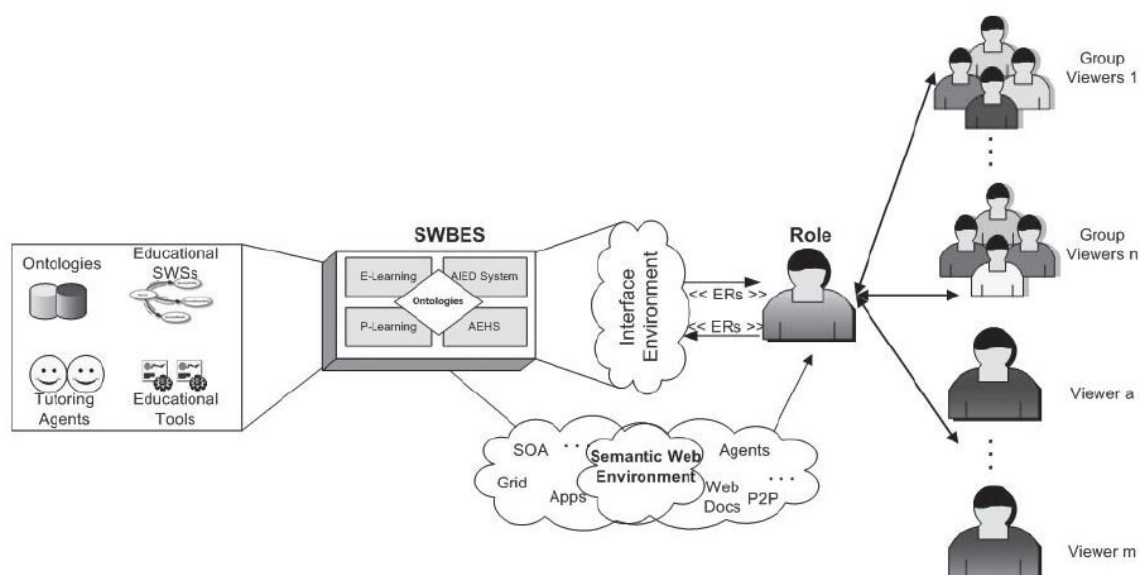 Ontologies
Educational
SWSs
Tutoring
Agents
Educational
Tools
SWBES
E-Learning
AIED System
Ontologies
P-Learning
AEHS
Interface
Environment
<< ERs >>
<< ERs >>
Role
SOA
...
Grid
Apps
Semantic Web
Environment
Agents
...
Web
Docs
P2P
Group
Viewers 1
Group
Viewers n
Viewer a
Viewer m